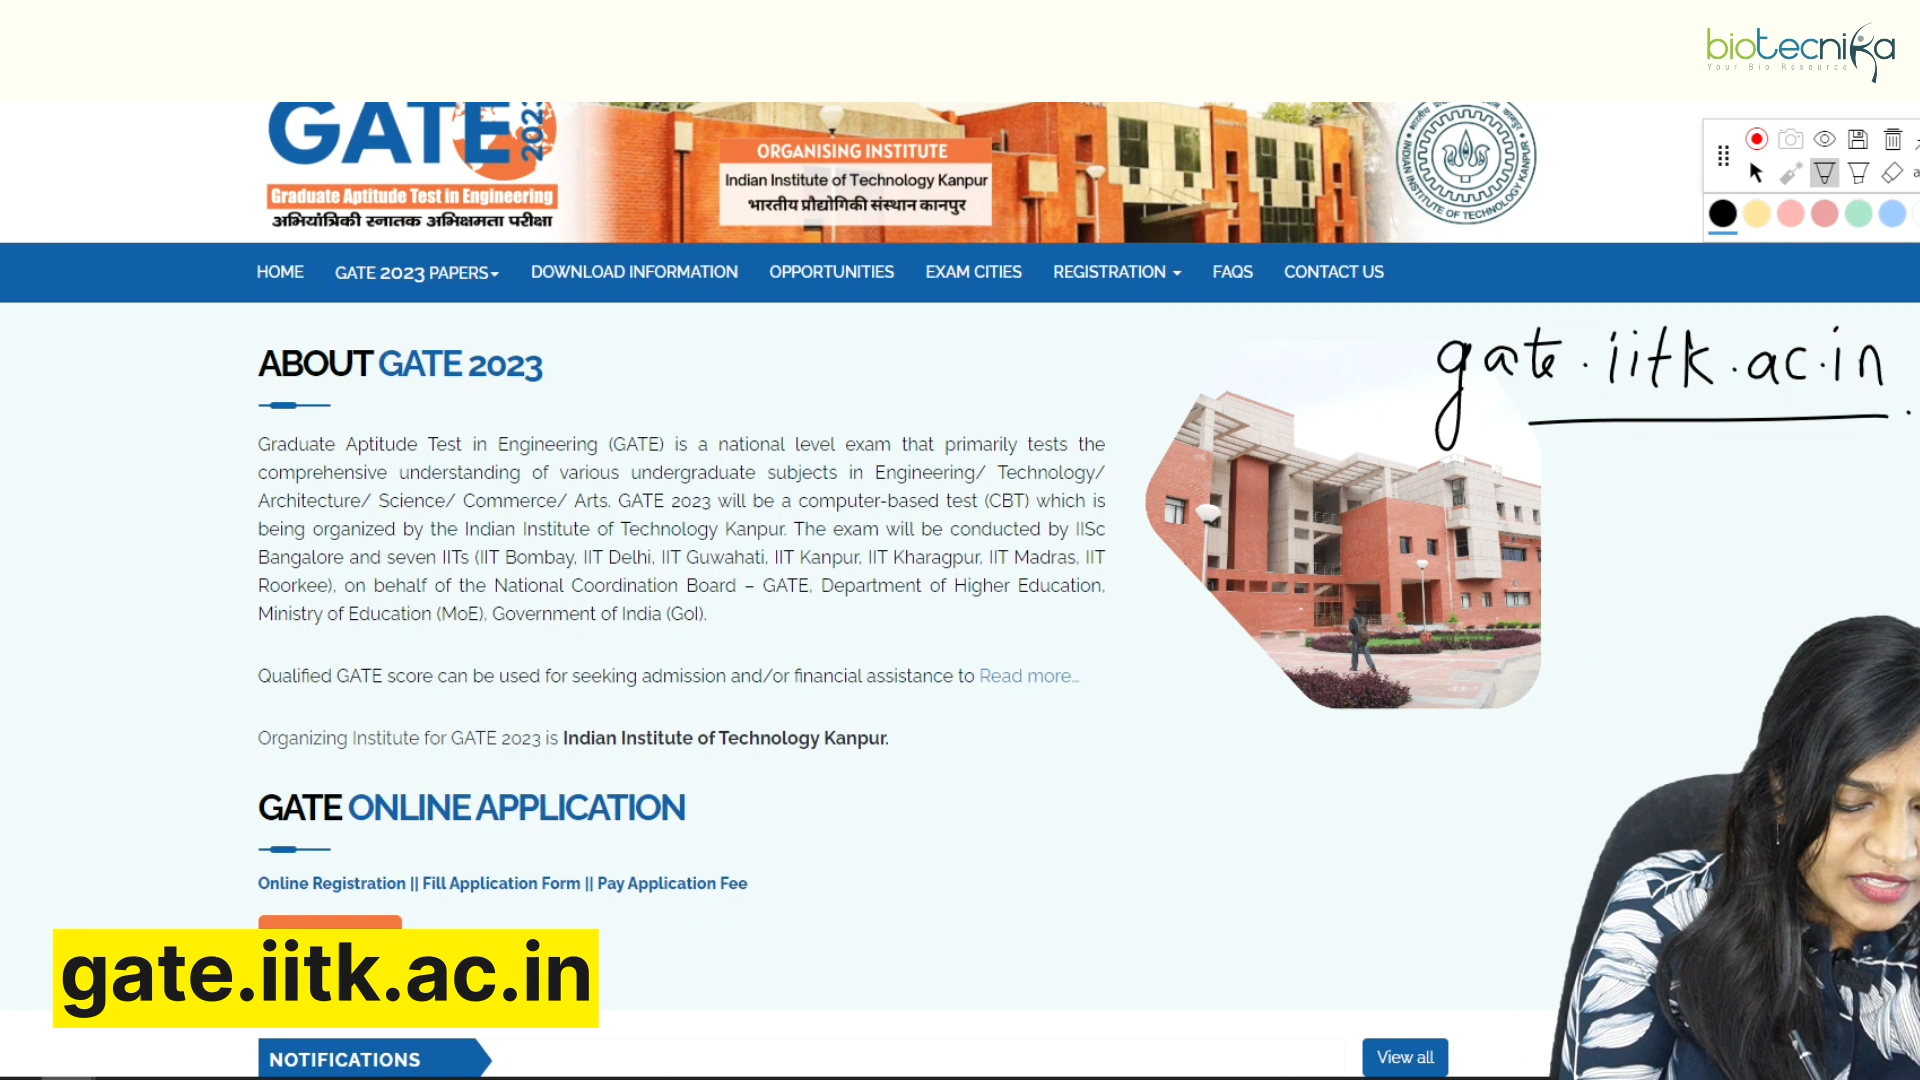 biotecnika
Your Bio Resource
GATE 2023
Graduate Aptitude Test in Engineering
अभियांत्रिकी स्नातक अभिक्षमता परीक्षा
ORGANISING INSTITUTE
Indian Institute of Technology Kanpur
भारतीय प्रौद्योगिकी संस्थान कानपुर
INDIAN INSTITUTE OF TECHNOLOGY KANPUR
HOME GATE 2023 PAPERS DOWNLOAD INFORMATION OPPORTUNITIES EXAM CITIES REGISTRATION FAQS CONTACT US
gate.iitk.ac.in
ABOUT GATE 2023
Graduate Aptitude Test in Engineering (GATE) is a national level exam that primarily tests the
comprehensive understanding of various undergraduate subjects in Engineering/ Technology/
Architecture/ Science/ Commerce/ Arts. GATE 2023 will be a computer-based test (CBT) which is
being organized by the Indian Institute of Technology Kanpur. The exam will be conducted by IISc
Bangalore and seven IITs (IIT Bombay, IIT Delhi, IIT Guwahati, IIT Kanpur, IIT Kharagpur, IIT Madras, IIT
Roorkee), on behalf of the National Coordination Board – GATE, Department of Higher Education,
Ministry of Education (MoE), Government of India (GoI).
Qualified GATE score can be used for seeking admission and/or financial assistance to Read more...
Organizing Institute for GATE 2023 is Indian Institute of Technology Kanpur.
GATE ONLINE APPLICATION
Online Registration || Fill Application Form || Pay Application Fee
gate.iitk.ac.in
NOTIFICATIONS
View all